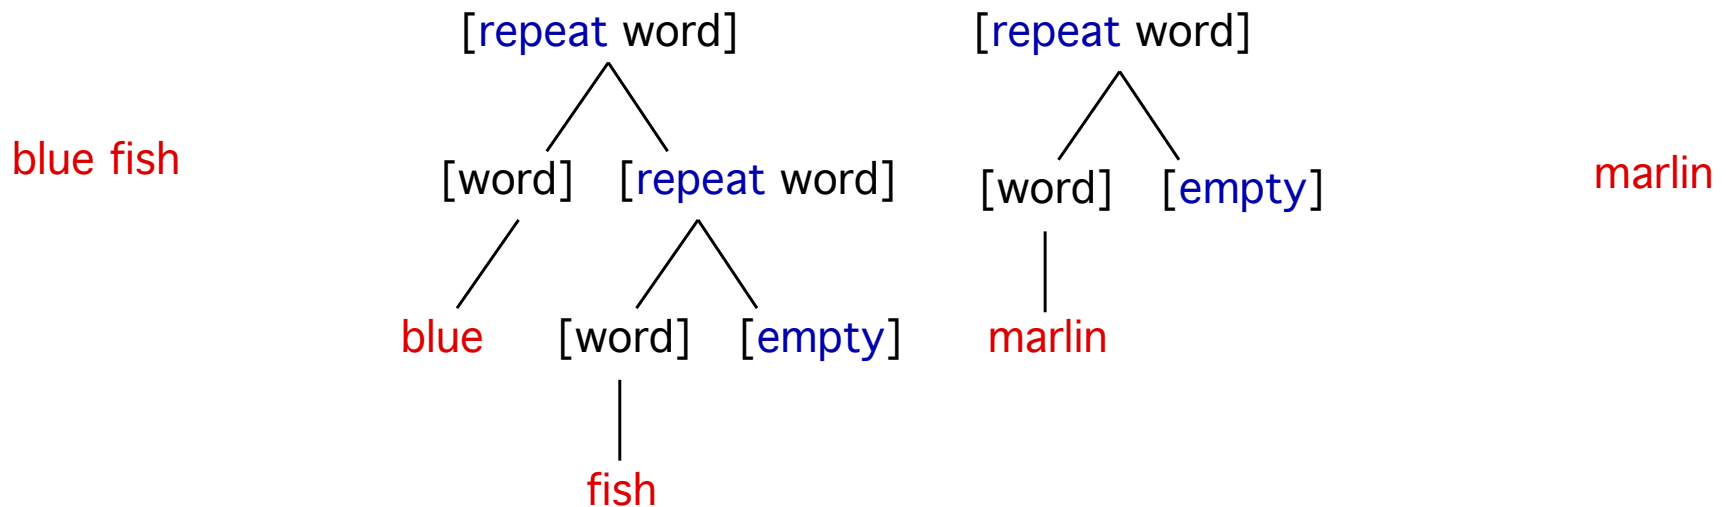 [repeat word] [repeat word]
blue fish
marlin
[word] [repeat word] [word] [empty]
blue [word] [empty] marlin
fish